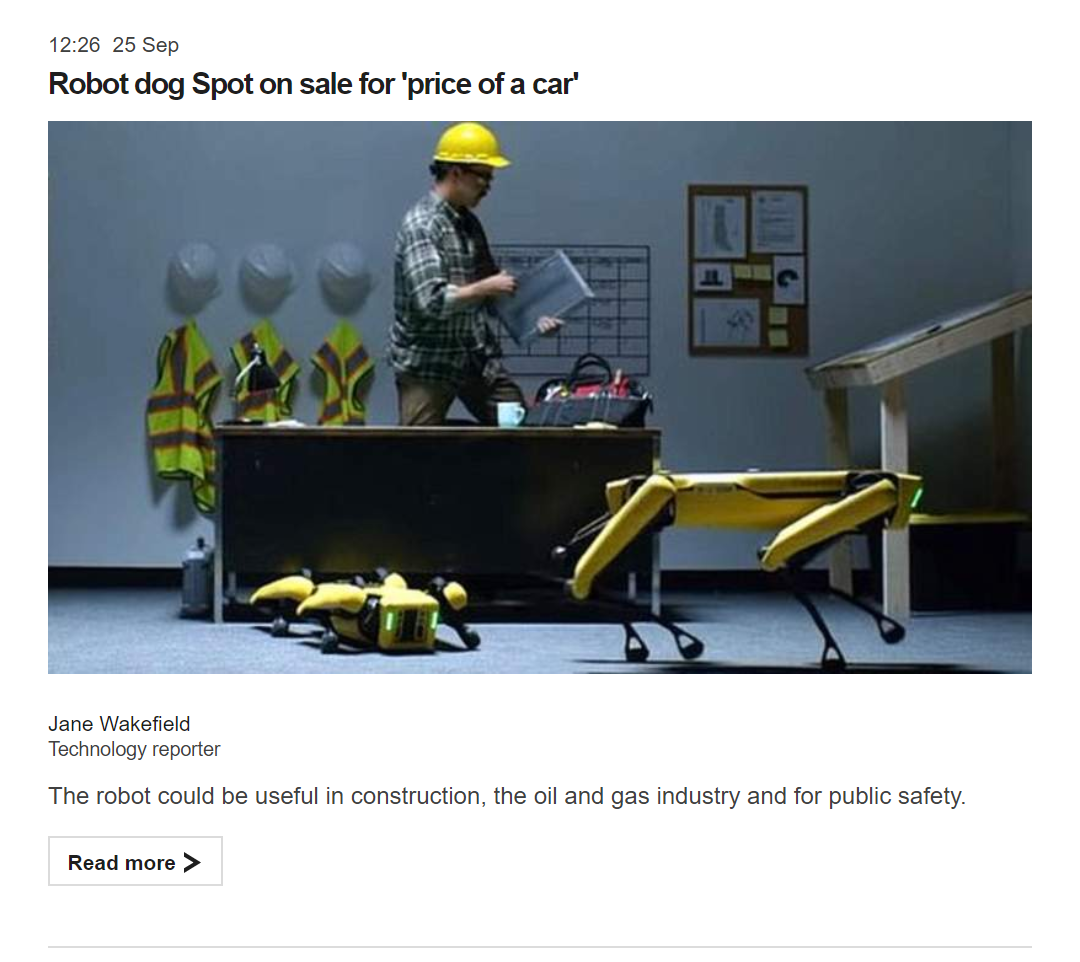 12:26 25 Sep
Robot dog Spot on sale for 'price of a car'
Jane Wakefield
Technology reporter
The robot could be useful in construction, the oil and gas industry and for public safety.
Read more